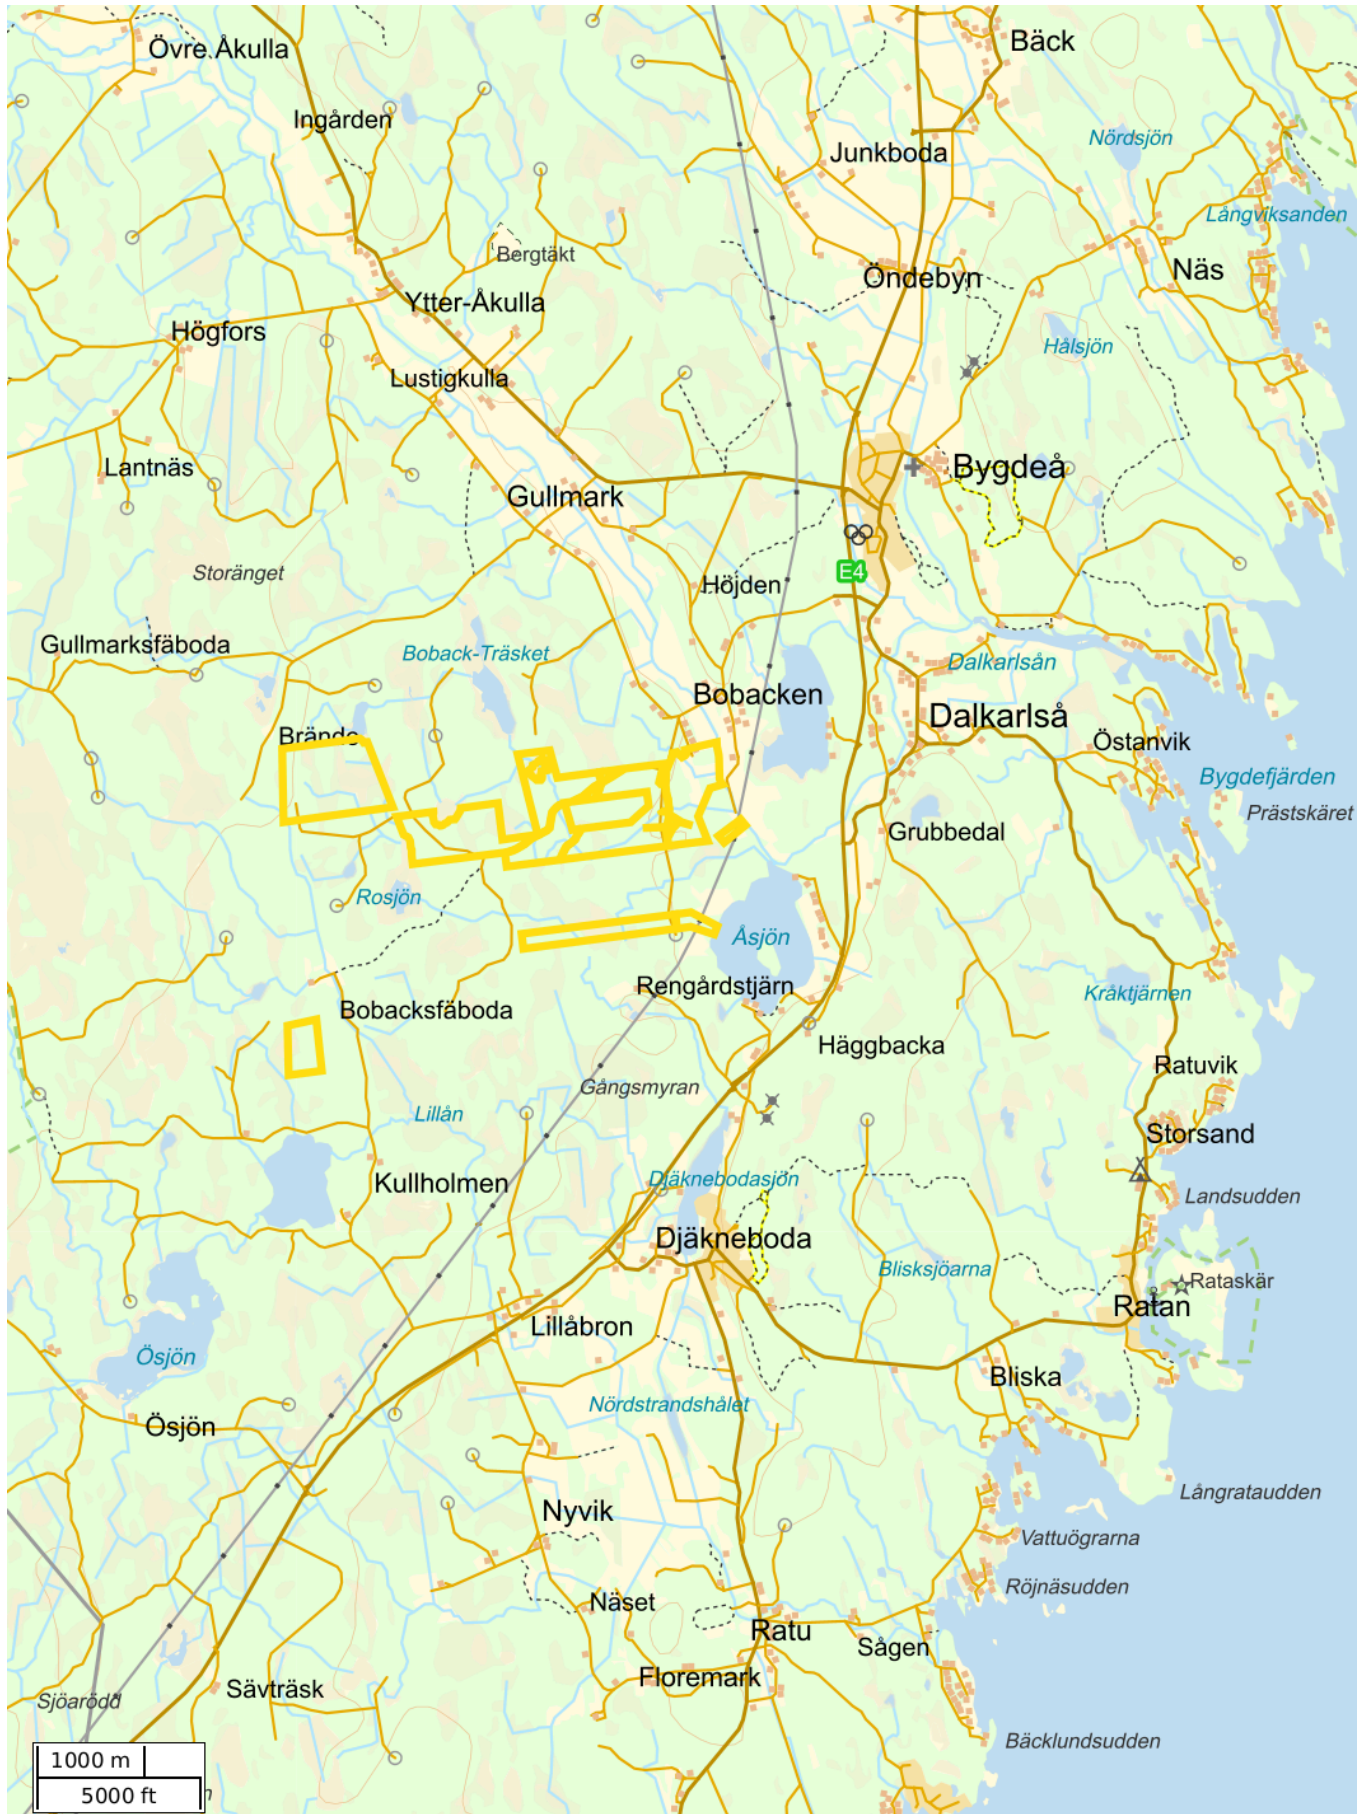 Bäck
Övre Åkulla
Ingården
Nördsjön
Junkboda
Långviksanden
Bergtäkt
Näs
Öndebyn
Ytter-Åkulla
Högfors
Hålsjön
Lustigkulla
Lantnäs
Bygdeå
Gullmark
Storänget
E4
Höjden
Gullmarksfäboda
Boback-Träsket
Dalkarlsån
Bobacken
Dalkarlså
Brände
Östanvik
Bygdefjärden
Prästskäret
Grubbedal
Rosjön
Åsjön
Rengårdstjärn
Kråktjärnen
Bobacksfäboda
Häggbacka
Ratuvik
Gångsmyran
Lillån
Storsand
Kullholmen
Djäknebodasjön
Landsudden
Djäkneboda
Blisksjöarna
Rataskär
Ratan
Lillåbron
Ösjön
Bliska
Nördstrandshålet
Ösjön
Långrataudden
Nyvik
Vattuögrarna
Röjnäsudden
Näset
Ratu
Sågen
Floremark
Sävträsk
Sjöarödd
Bäcklundsudden
1000 m
5000 ft